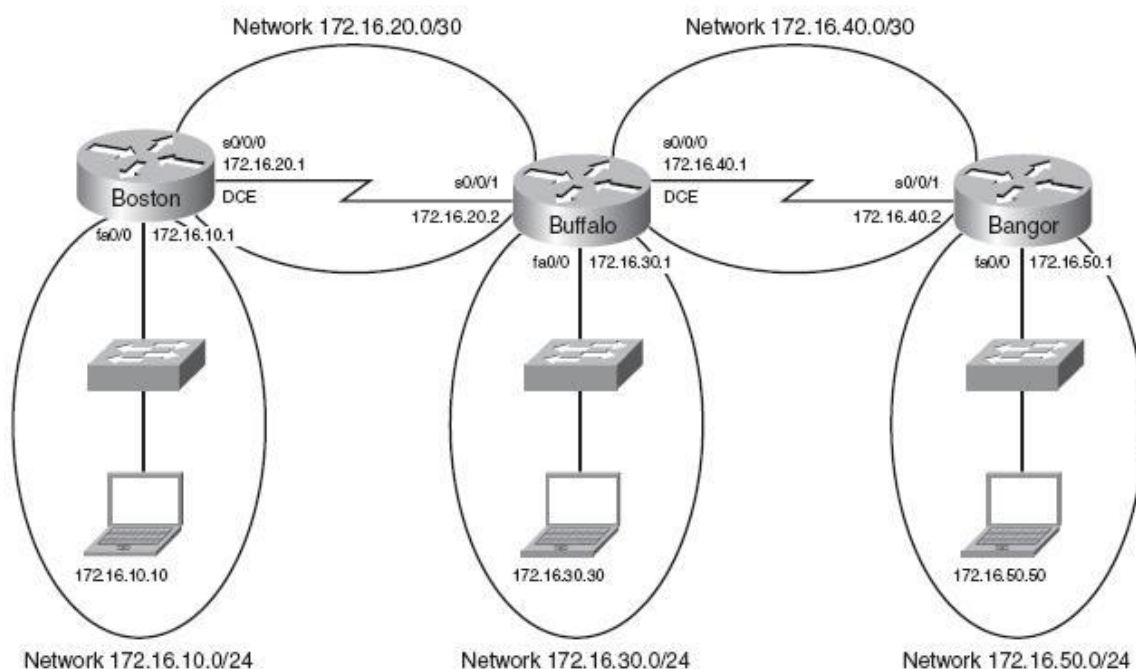 Network 172.16.20.0/30
Network 172.16.40.0/30
s0/0/0
172.16.20.1
DCE
Boston
s0/0/1
172.16.20.2
s0/0/0
172.16.40.1
DCE
Buffalo
s0/0/1
172.16.40.2
Bangor
fa0/0
172.16.10.1
fa0/0
172.16.30.1
fa0/0
172.16.50.1
172.16.10.10
172.16.30.30
172.16.50.50
Network 172.16.10.0/24
Network 172.16.30.0/24
Network 172.16.50.0/24